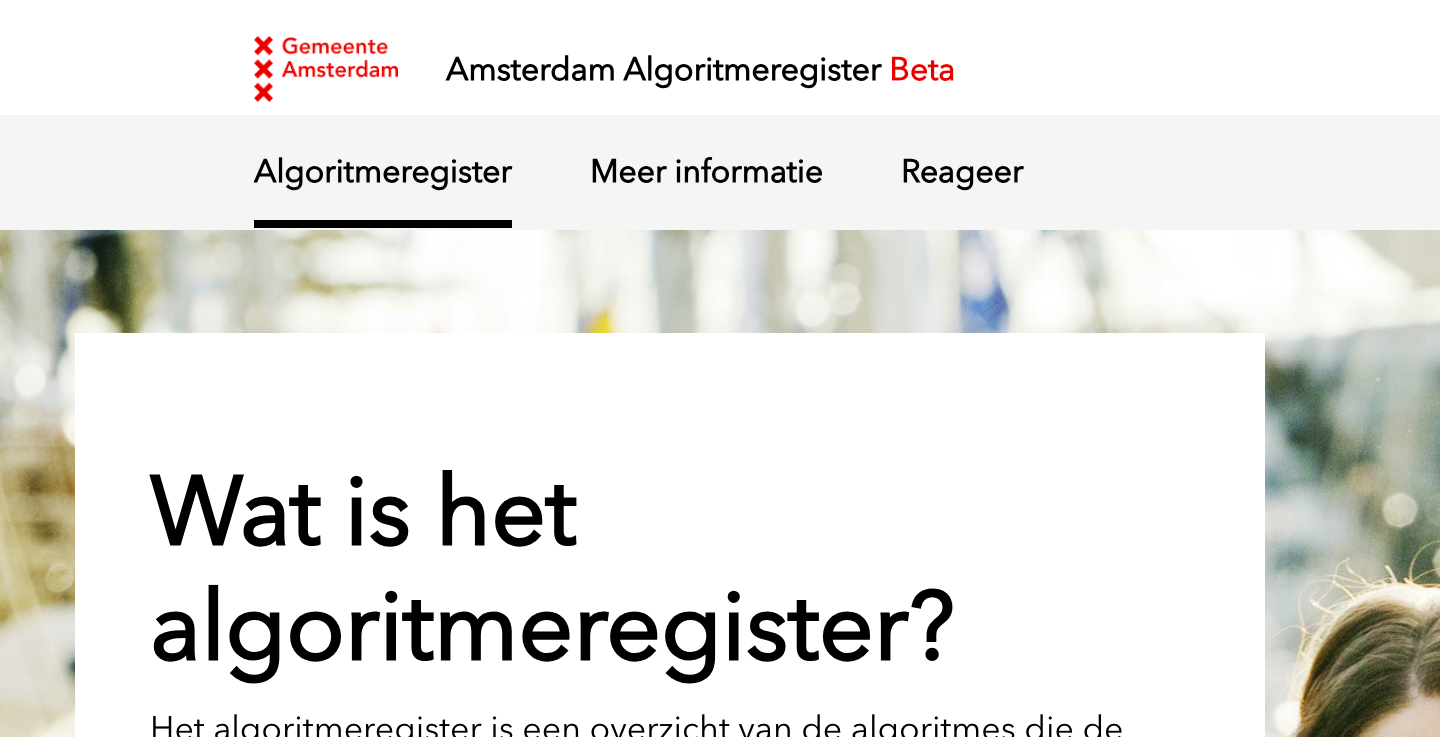 Gemeente
Amsterdam
Amsterdam Algoritmeregister Beta
Algoritmeregister Meer informatie Reageer
Wat is het
algoritmeregister?
Het algoritmeregister is een overzicht van de algoritmes die de